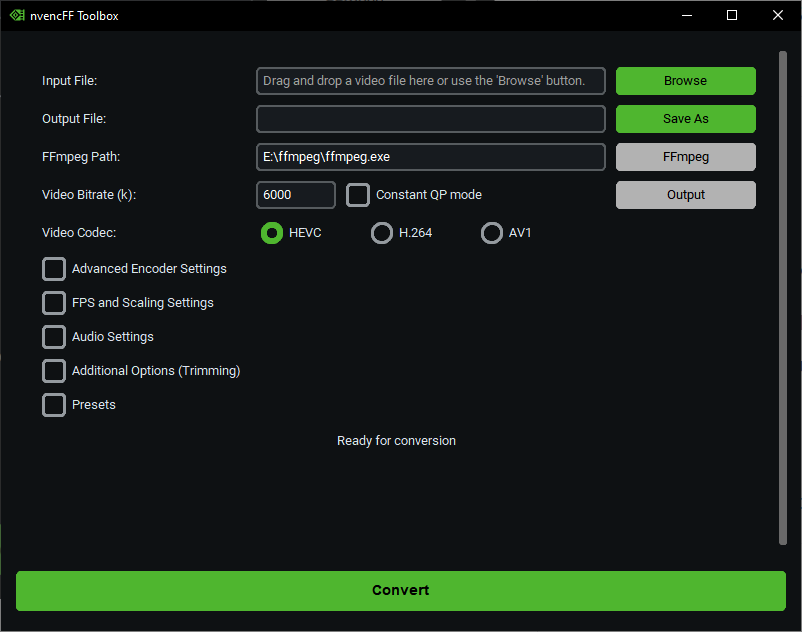 nvencFF Toolbox
Input File: Drag and drop a video file here or use the 'Browse' button. Browse
Output File: Save As
FFmpeg Path: E:\ffmpeg\ffmpeg.exe FFmpeg
Video Bitrate (k): 6000 Constant QP mode Output
Video Codec: HEVC H.264 AV1
Advanced Encoder Settings
FPS and Scaling Settings
Audio Settings
Additional Options (Trimming)
Presets
Ready for conversion
Convert